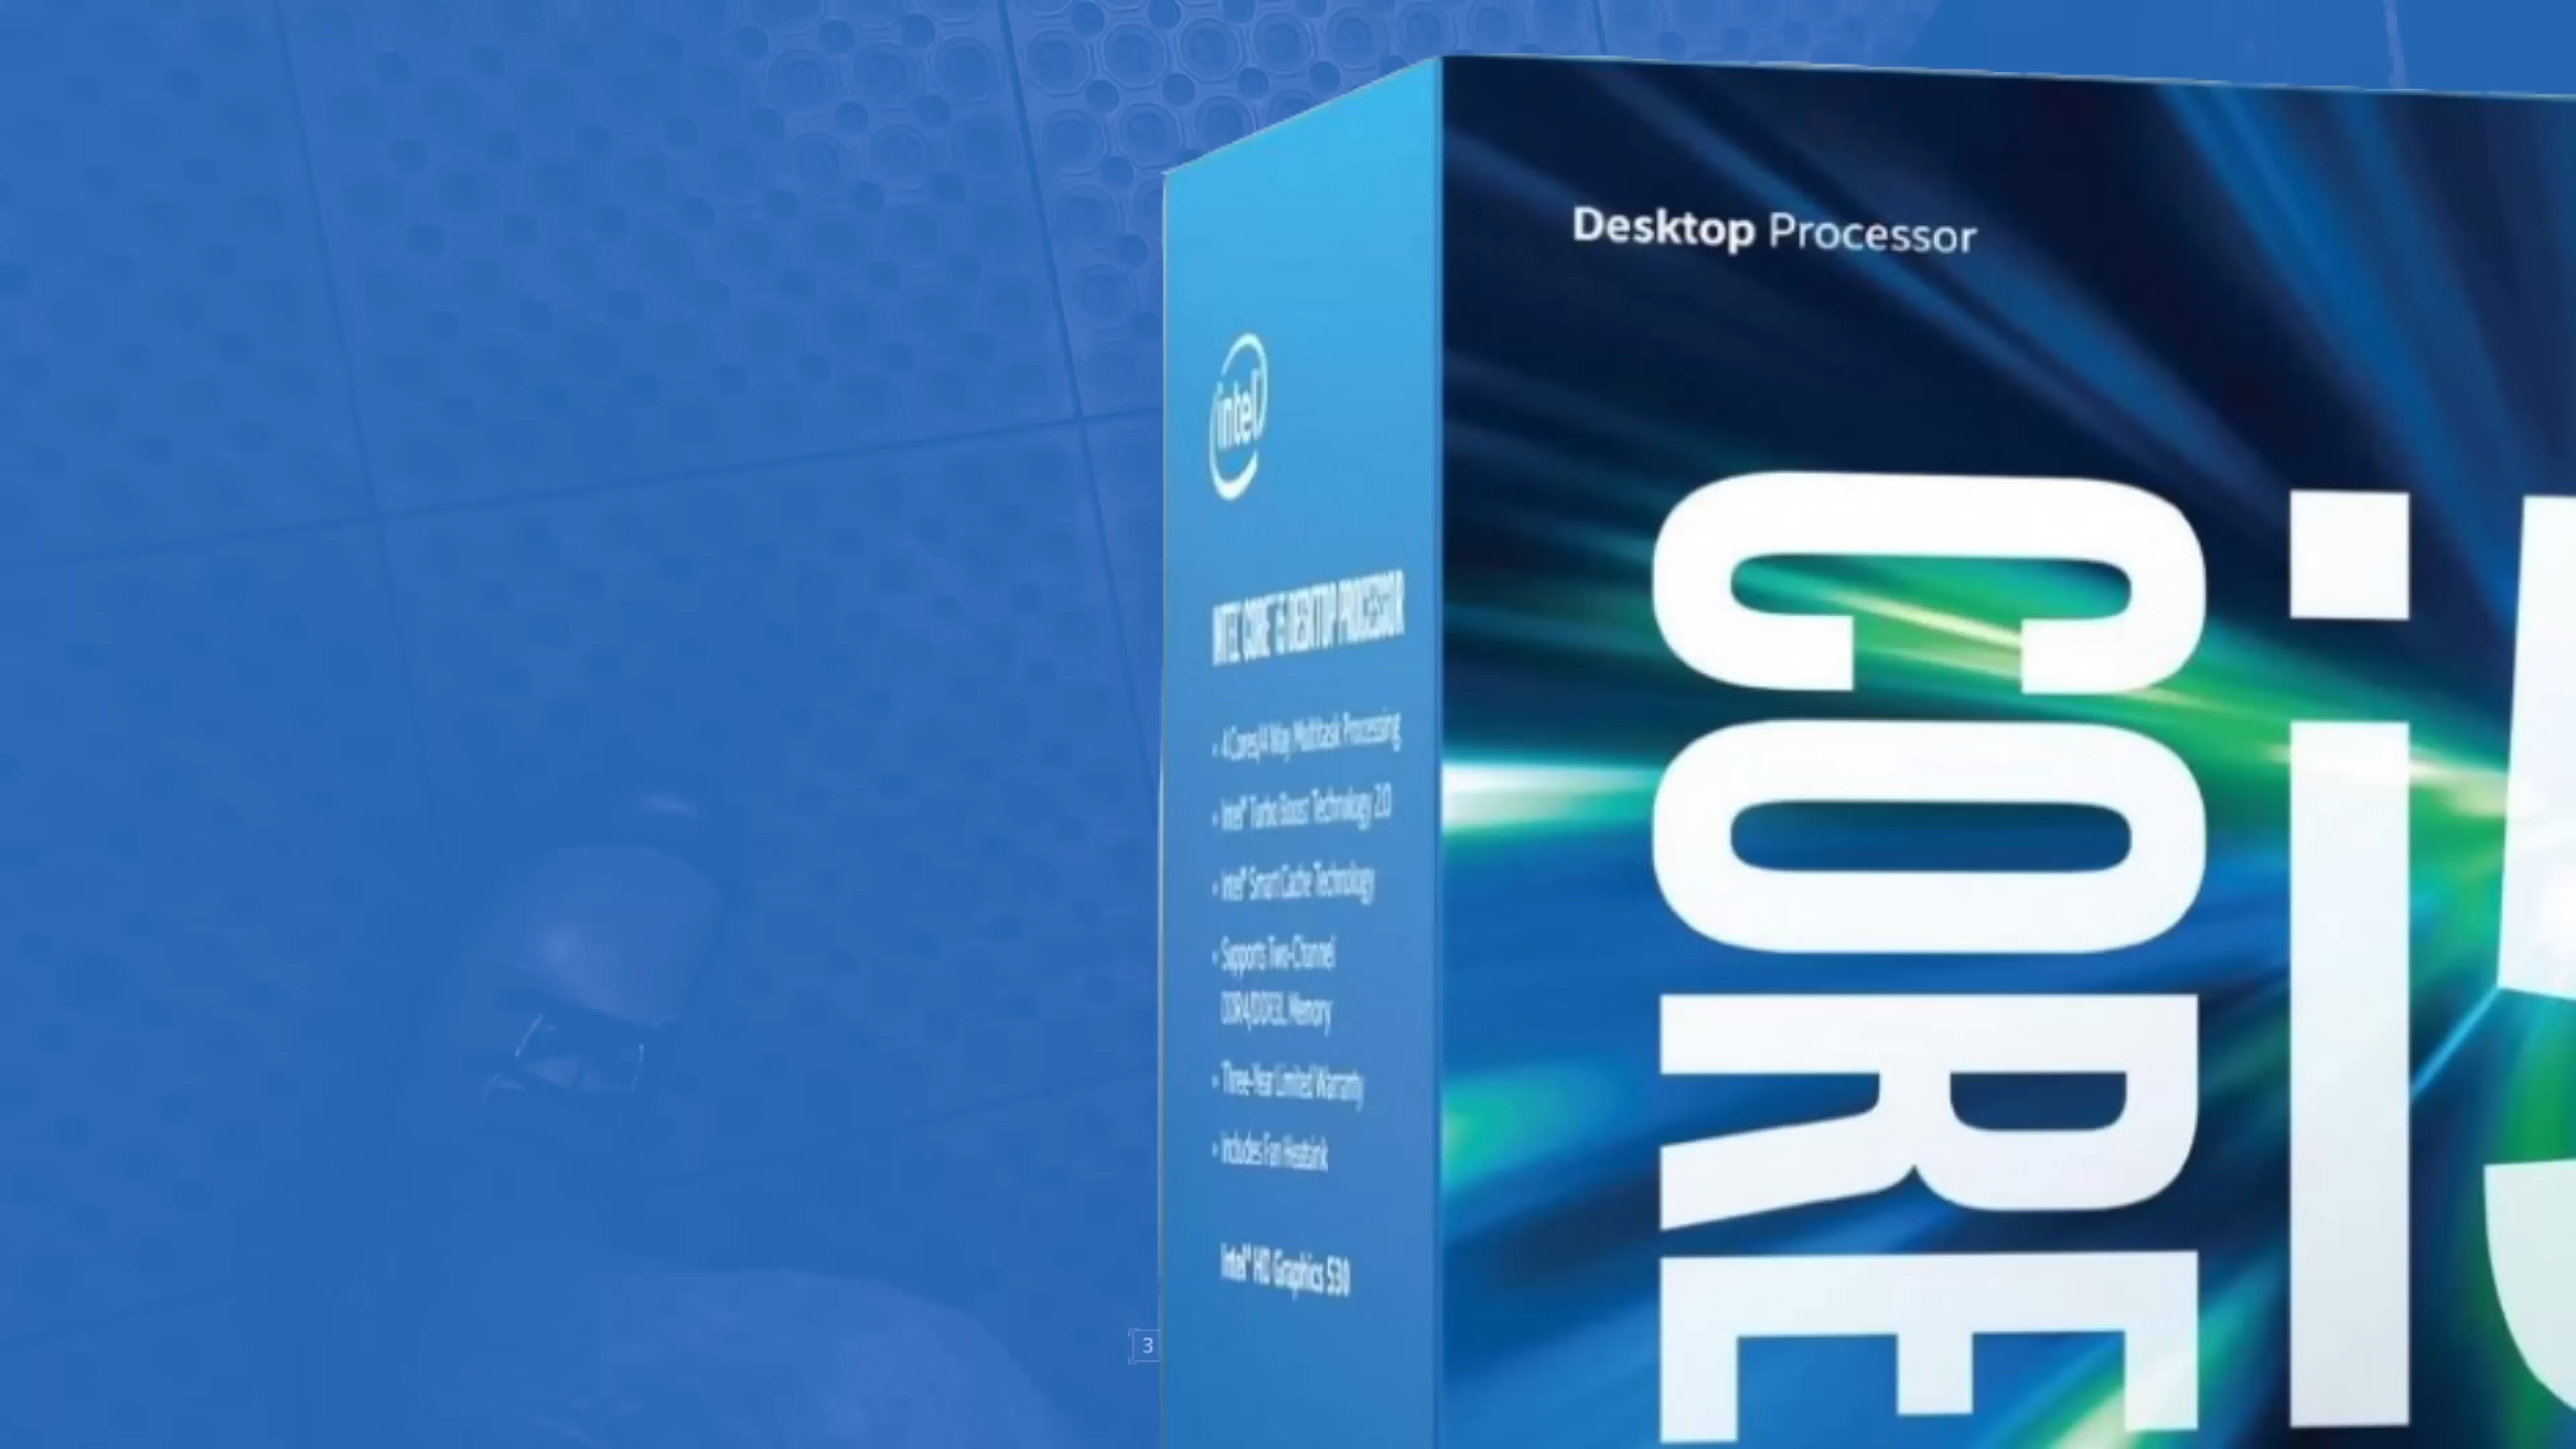 Desktop Processor
intel
INTEL® CORE™ i5 DESKTOP PROCESSOR
• 4 Cores/4 Way Multitask Processing
• Intel® Turbo Boost Technology 2.0
• Intel® Smart Cache Technology
• Supports Two-Channel
DDR4/DDR3L Memory
• Three-Year Limited Warranty
• Includes Fan Heatsink
Intel® HD Graphics 530
CORE
i5
3